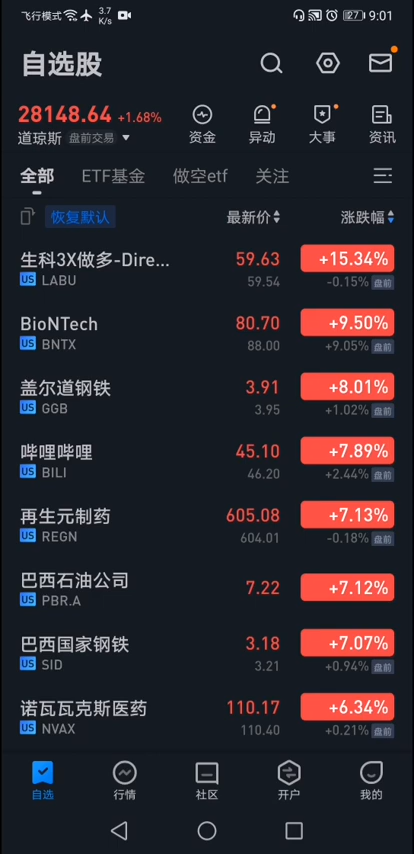 飞行模式 3.7 K/s 27 9:01
自选股
28148.64 +1.68%
道琼斯 盘前交易
资金 异动 大事 资讯
全部 ETF基金 做空etf 关注
恢复默认 最新价 涨跌幅
生科3X做多-Dire... 59.63 +15.34%
US LABU 59.54 -0.15% 盘前
BioNTech 80.70 +9.50%
US BNTX 88.00 +9.05% 盘前
盖尔道钢铁 3.91 +8.01%
US GGB 3.95 +1.02% 盘前
哔哩哔哩 45.10 +7.89%
US BILI 46.20 +2.44% 盘前
再生元制药 605.08 +7.13%
US REGN 604.01 -0.18% 盘前
巴西石油公司 7.22 +7.12%
US PBR.A
巴西国家钢铁 3.18 +7.07%
US SID 3.21 +0.94% 盘前
诺瓦瓦克斯医药 110.17 +6.34%
US NVAX 110.40 +0.21% 盘前
自选 行情 社区 开户 我的